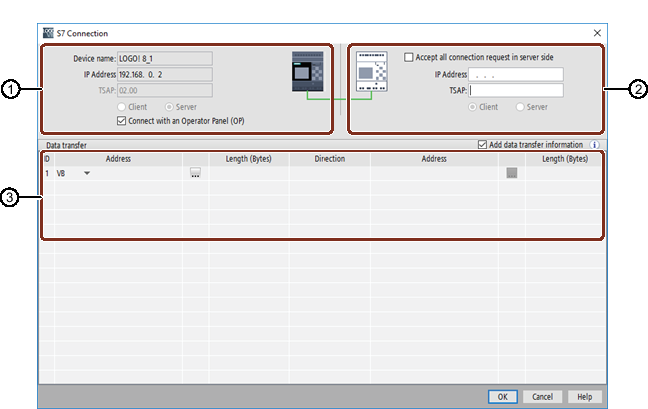 S7 Connection
Device name: LOGO! 8_1
IP Address 192.168. 0. 2
TSAP: 02.00
Client Server
Connect with an Operator Panel (OP)
Accept all connection request in server side
IP Address . . .
TSAP:
Client Server
1
2
Data transfer Add data transfer information i
ID Address Length (Bytes) Direction Address Length (Bytes)
1 VB ...
3
OK Cancel Help